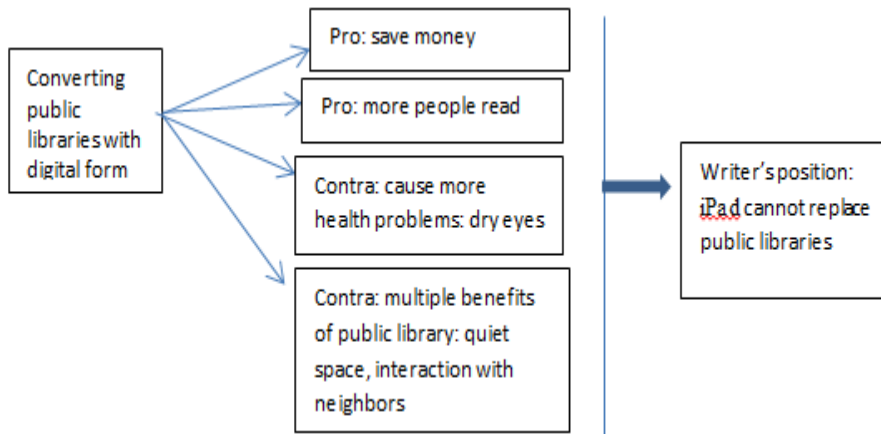 Converting
public
libraries with
digital form
Pro: save money
Pro: more people read
Contra: cause more
health problems: dry eyes
Contra: multiple benefits
of public library: quiet
space, interaction with
neighbors
Writer's position:
iPad cannot replace
public libraries